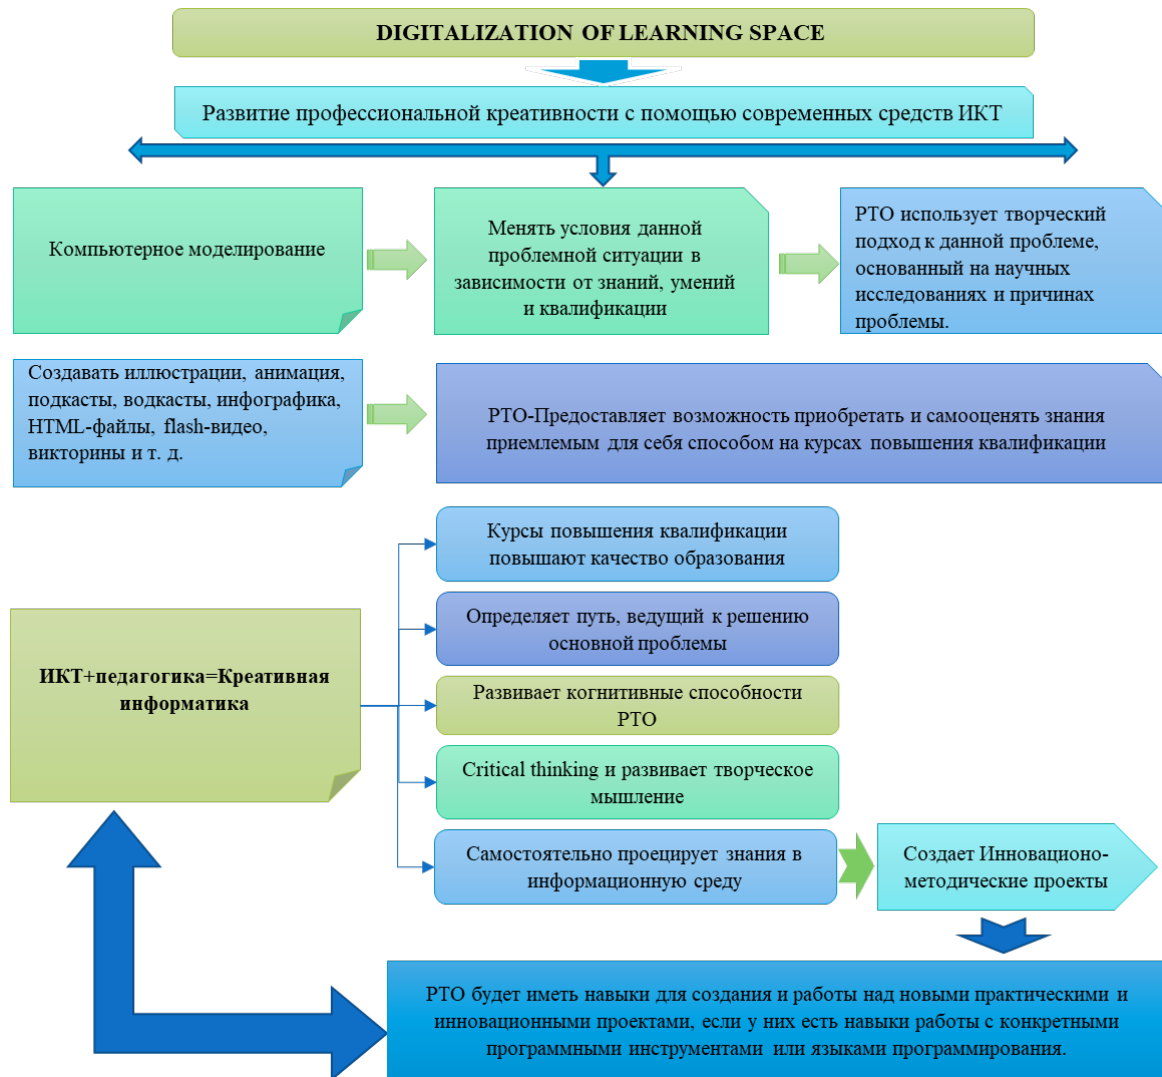 DIGITALIZATION OF LEARNING SPACE
Развитие профессиональной креативности с помощью современных средств ИКТ
Компьютерное моделирование
Менять условия данной
проблемной ситуации в
зависимости от знаний, умений
и квалификации
РТО использует творческий
подход к данной проблеме,
основанный на научных
исследованиях и причинах
проблемы.
Создавать иллюстрации, анимация,
подкасты, водкасты, инфографика,
HTML-файлы, flash-видео,
викторины и т. д.
РТО-Предоставляет возможность приобретать и самооценять знания
приемлемым для себя способом на курсах повышения квалификации
ИКТ+педагогика=Креативная
информатика
Курсы повышения квалификации
повышают качество образования
Определяет путь, ведущий к решению
основной проблемы
Развивает когнитивные способности
РТО
Critical thinking и развивает творческое
мышление
Самостоятельно проецирует знания в
информационную среду
Создает Инновационо-
методические проекты
РТО будет иметь навыки для создания и работы над новыми практическими и
инновационными проектами, если у них есть навыки работы с конкретными
программными инструментами или языками программирования.